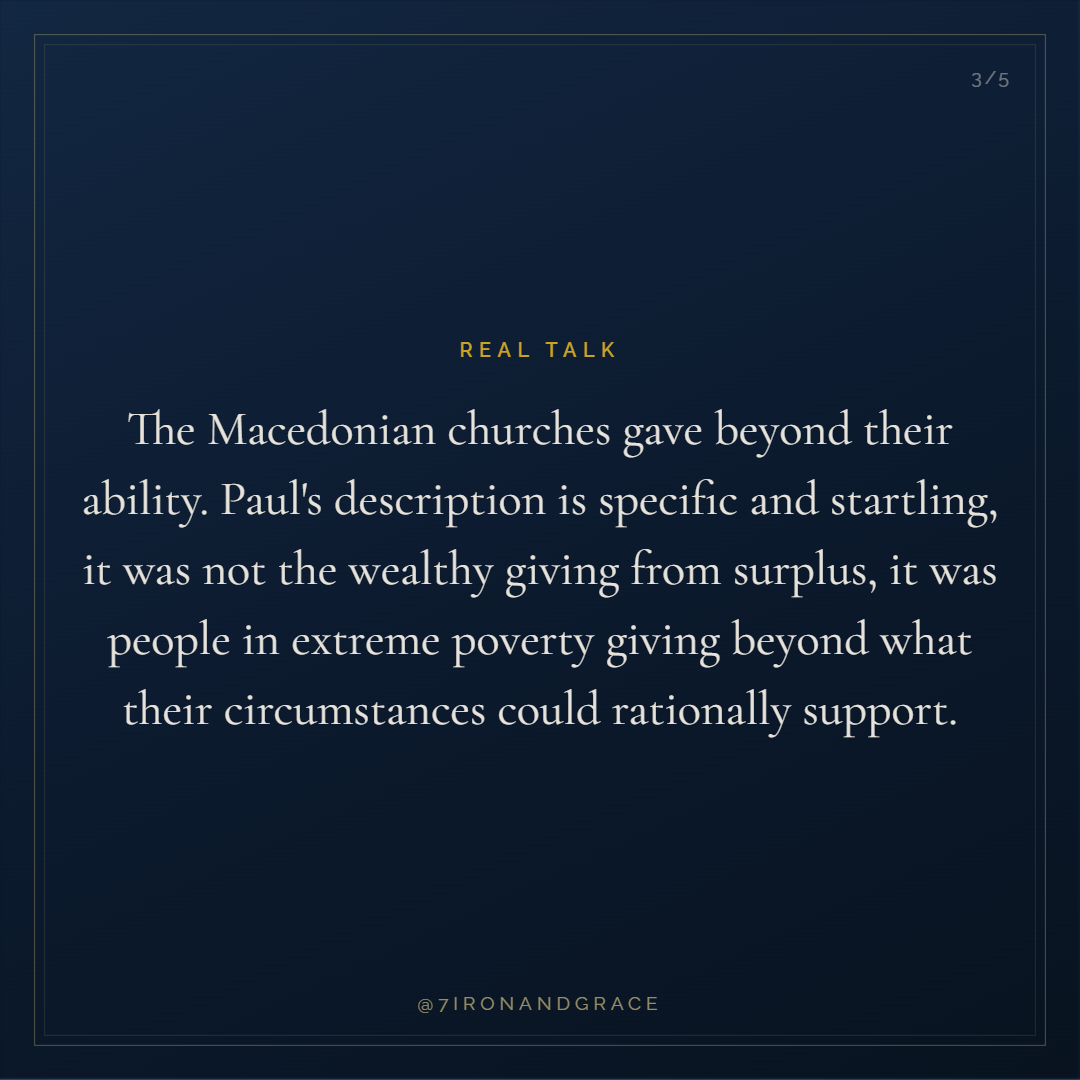 3/5
REAL TALK
The Macedonian churches gave beyond their
ability. Paul's description is specific and startling,
it was not the wealthy giving from surplus, it was
people in extreme poverty giving beyond what
their circumstances could rationally support.
@7IRONANDGRACE